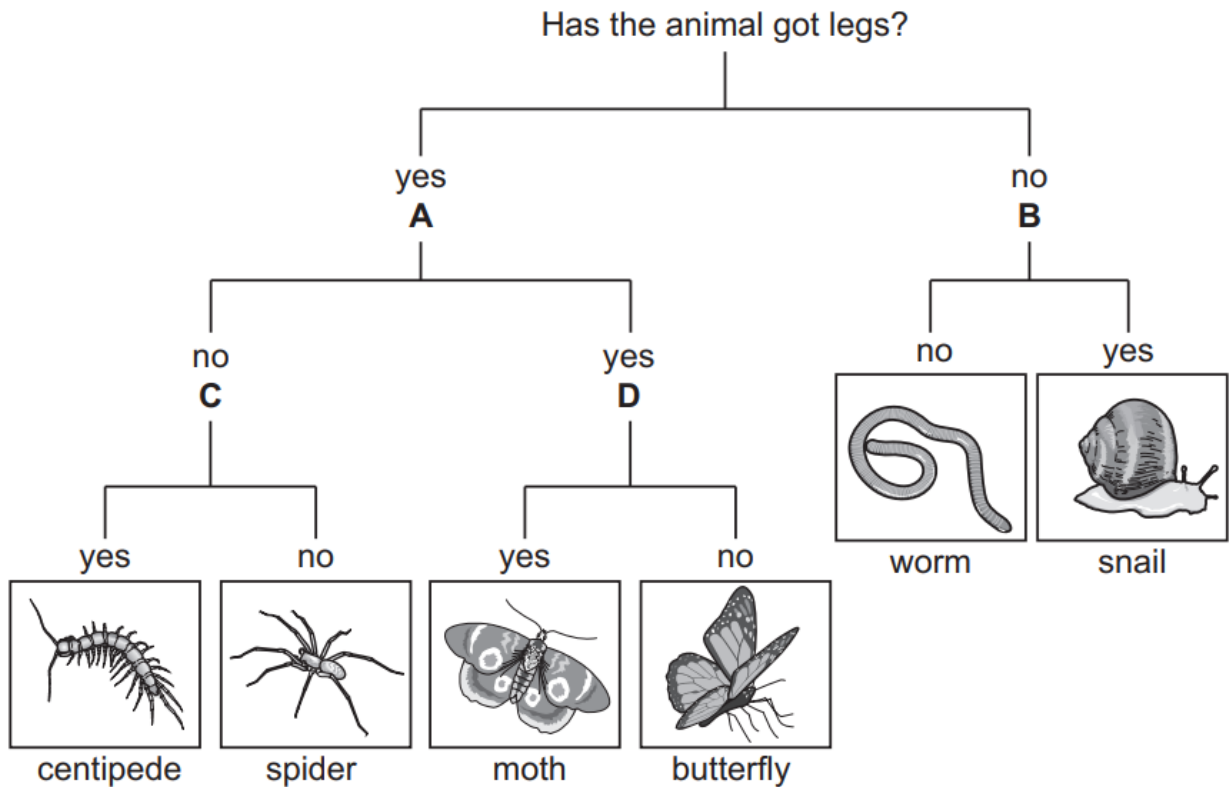 Has the animal got legs?
yes
A
no
B
no
C
yes
D
no
yes
worm
snail
yes
no
yes
no
centipede
spider
moth
butterfly